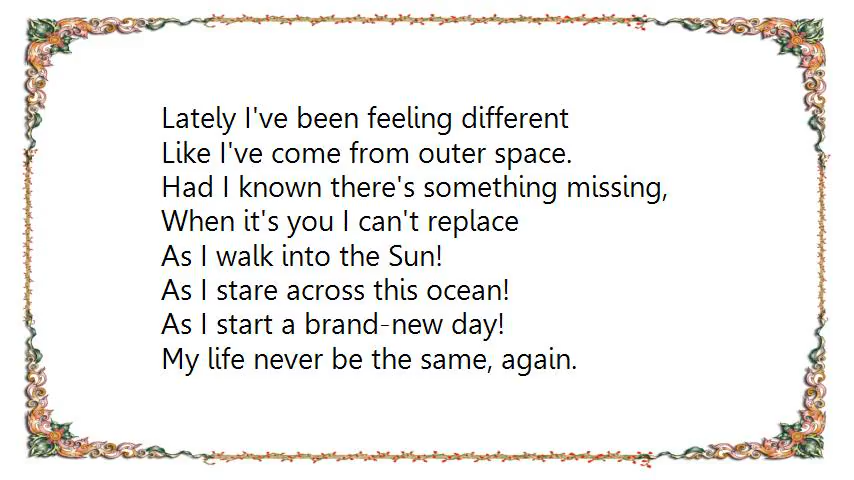 Lately I've been feeling different
Like I've come from outer space.
Had I known there's something missing,
When it's you I can't replace
As I walk into the Sun!
As I stare across this ocean!
As I start a brand-new day!
My life never be the same, again.